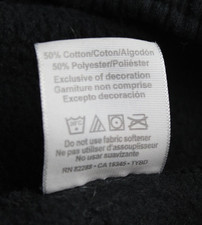 50% Cotton/Coton/Algodón
50% Polyester/Poliéster
Exclusive of decoration
Garniture non comprise
Excepto decoración
Do not use fabric softener
Ne pas utiliser d'assouplisseur
No usar suavizante